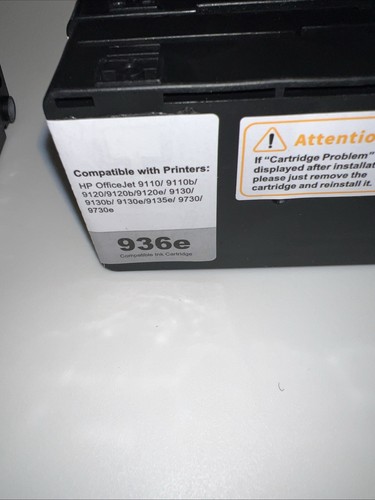 Compatible with Printers:
HP OfficeJet 9110/ 9110b/
9120/9120b/9120e/ 9130/
9130b/ 9130e/9135e/ 9730/
9730e
936e
Compatible Ink Cartridge
Attentio
If "Cartridge Problem"
displayed after installat
please just remove the
cartridge and reinstall it.